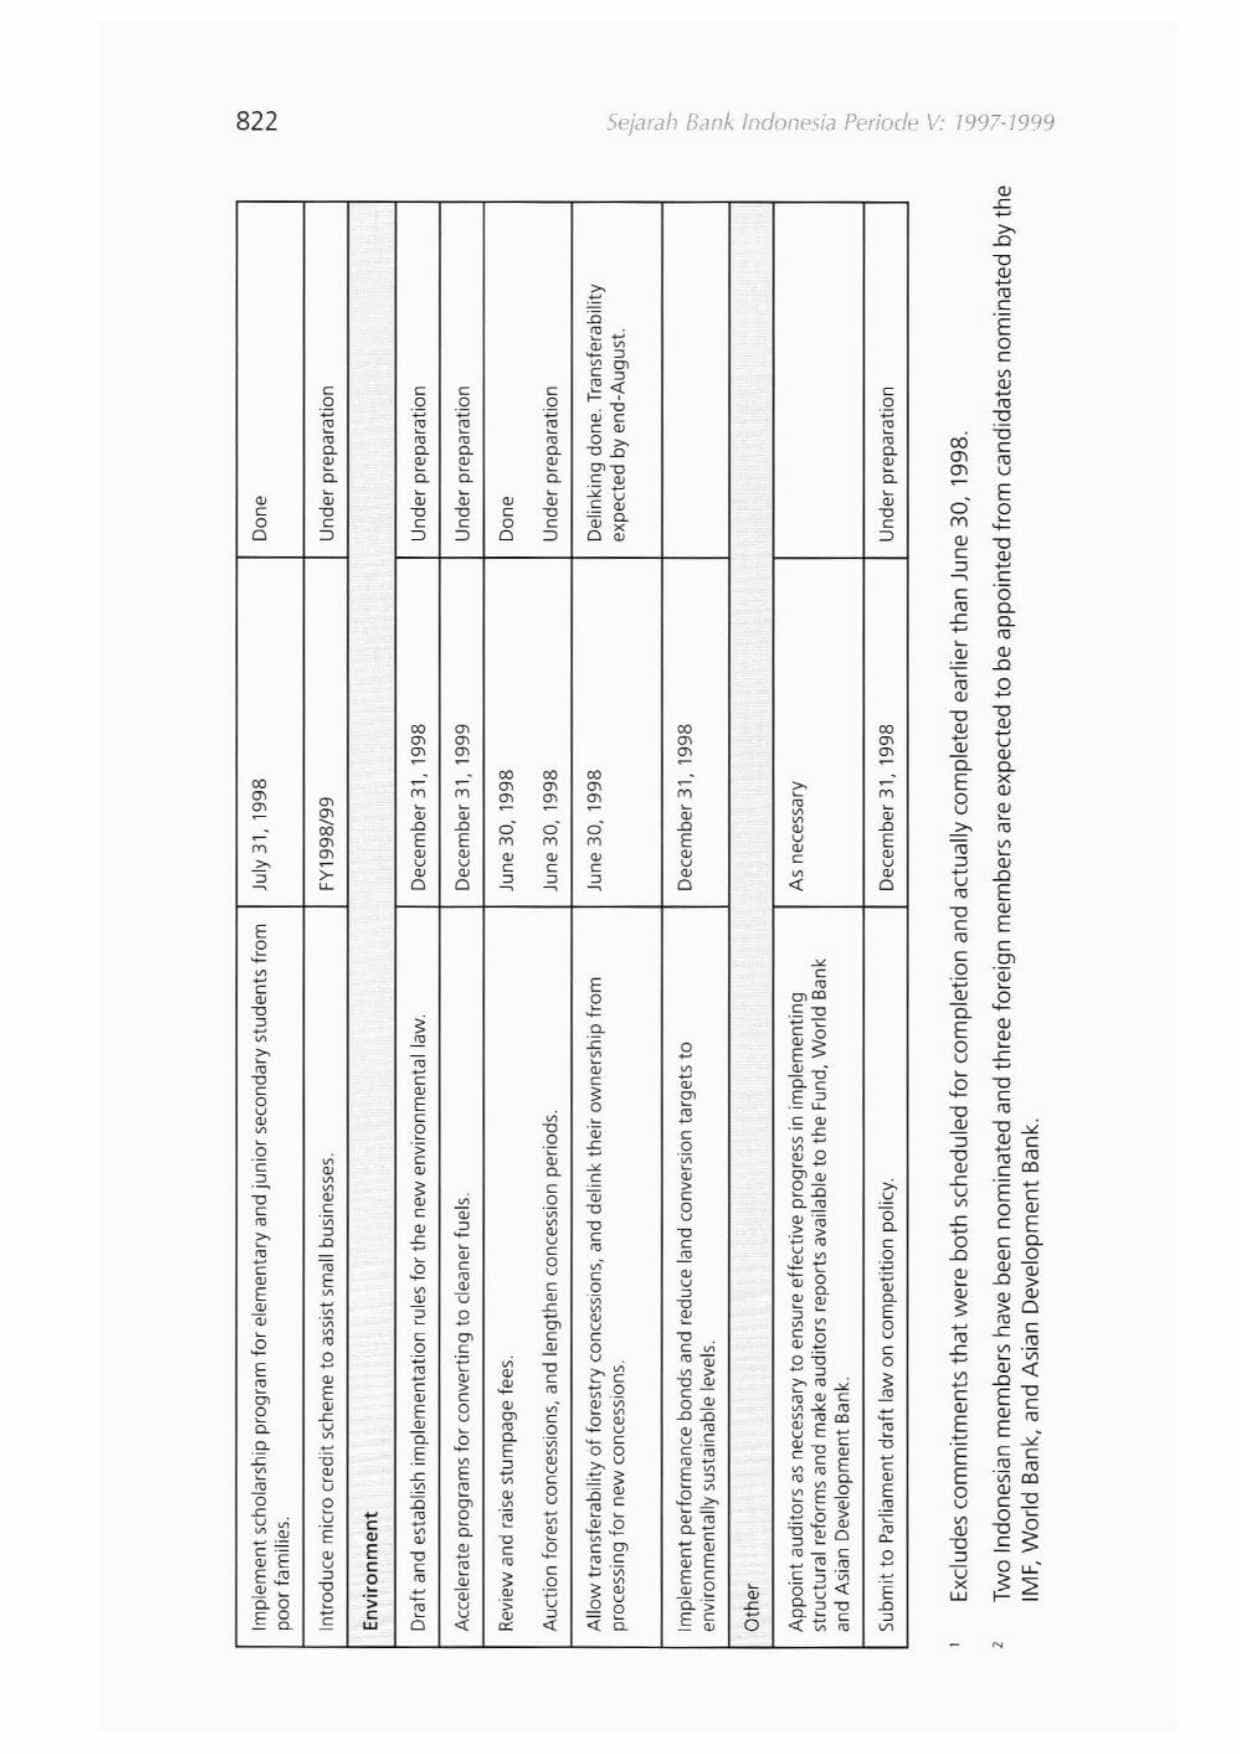 822
Sejarah Bank Indonesia Periode V: 1997-1999
Implement scholarship program for elementary and junior secondary students from
poor families.
July 31, 1998
Done
Introduce micro credit scheme to assist small businesses.
FY1998/99
Under preparation
Environment
Draft and establish implementation rules for the new environmental law.
December 31, 1998
Under preparation
Accelerate programs for converting to cleaner fuels.
December 31, 1999
Under preparation
Review and raise stumpage fees.
June 30, 1998
Done
Auction forest concessions, and lengthen concession periods.
June 30, 1998
Under preparation
Allow transferability of forestry concessions, and delink their ownership from
processing for new concessions.
June 30, 1998
Delinking done. Transferability
expected by end-August.
Implement performance bonds and reduce land conversion targets to
environmentally sustainable levels.
December 31, 1998
Other
Appoint auditors as necessary to ensure effective progress in implementing
structural reforms and make auditors reports available to the Fund, World Bank
and Asian Development Bank.
As necessary
Submit to Parliament draft law on competition policy.
December 31, 1998
Under preparation
1 Excludes commitments that were both scheduled for completion and actually completed earlier than June 30, 1998.
2 Two Indonesian members have been nominated and three foreign members are expected to be appointed from candidates nominated by the
IMF, World Bank, and Asian Development Bank.